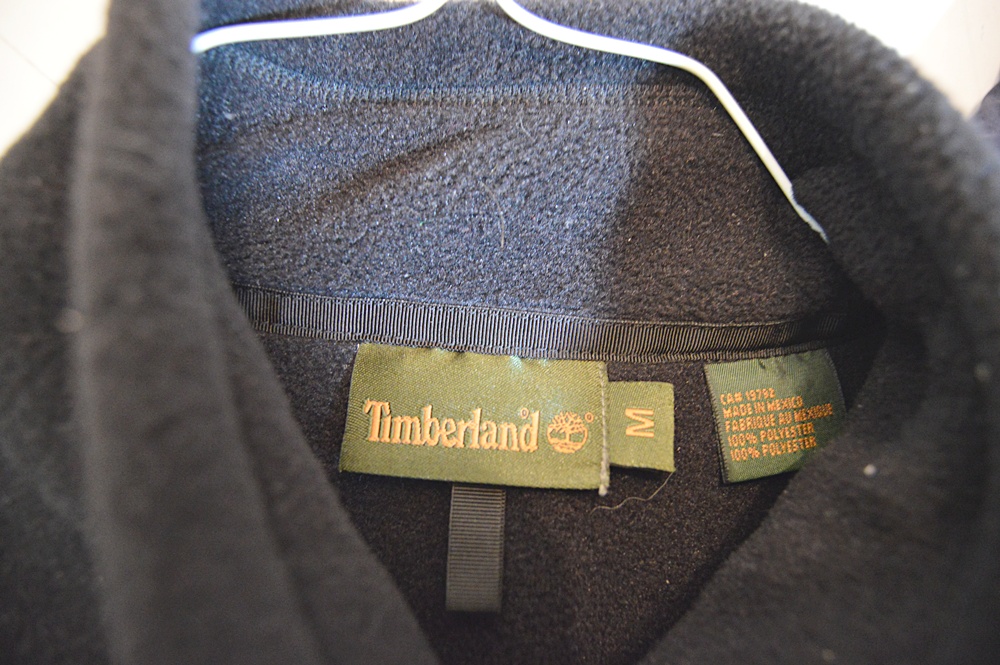 Timberland
M
CA# 19792
MADE IN MEXICO
FABRIQUE AU MEXIQUE
100% POLYESTER
100% POLYESTER